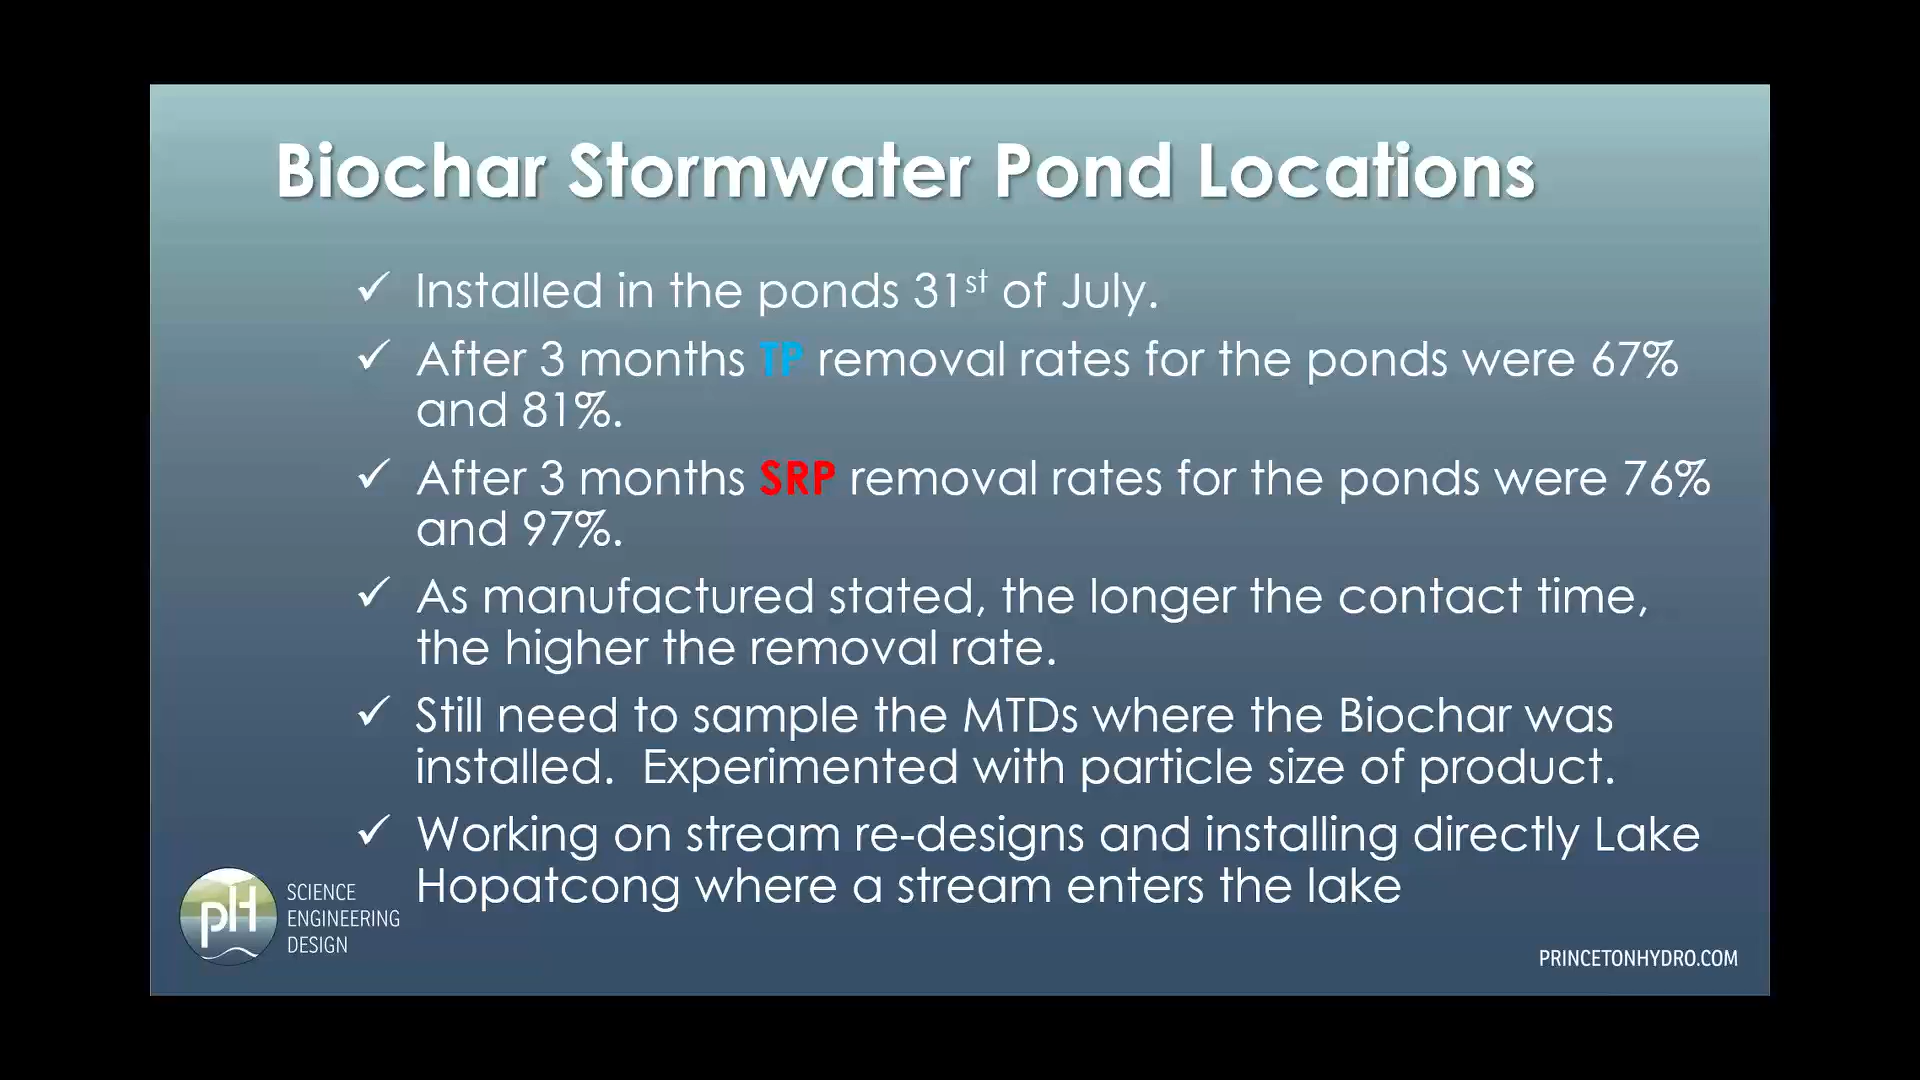 Biochar Stormwater Pond Locations
✓ Installed in the ponds 31st of July.
✓ After 3 months TP removal rates for the ponds were 67%
and 81%.
✓ After 3 months SRP removal rates for the ponds were 76%
and 97%.
✓ As manufactured stated, the longer the contact time,
the higher the removal rate.
✓ Still need to sample the MTDs where the Biochar was
installed.  Experimented with particle size of product.
✓ Working on stream re-designs and installing directly Lake
Hopatcong where a stream enters the lake
pH
SCIENCE
ENGINEERING
DESIGN
PRINCETONHYDRO.COM